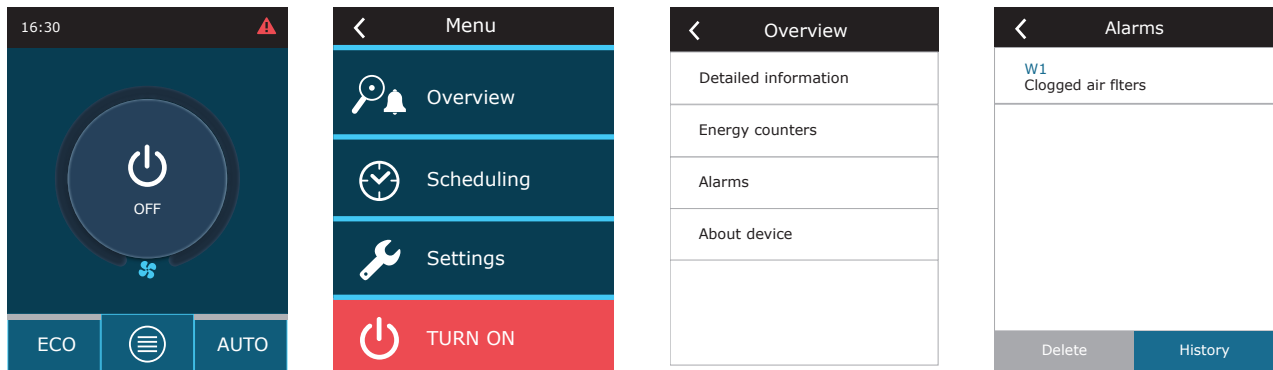 16:30
OFF
ECO
AUTO
Menu
Overview
Scheduling
Settings
TURN ON
Overview
Detailed information
Energy counters
Alarms
About device
Alarms
W1
Clogged air flters
Delete
History